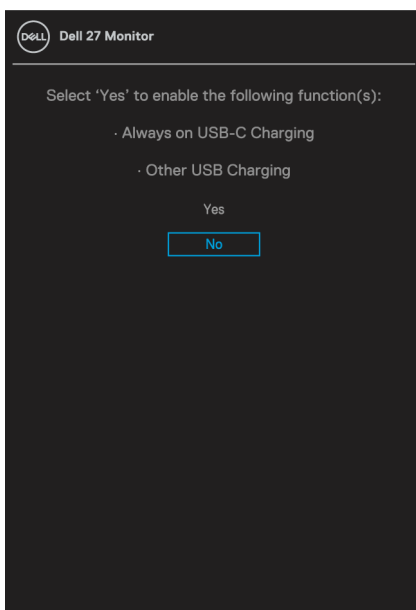 DELL
Dell 27 Monitor
Select ‘Yes’ to enable the following function(s):
· Always on USB-C Charging
· Other USB Charging
Yes
No